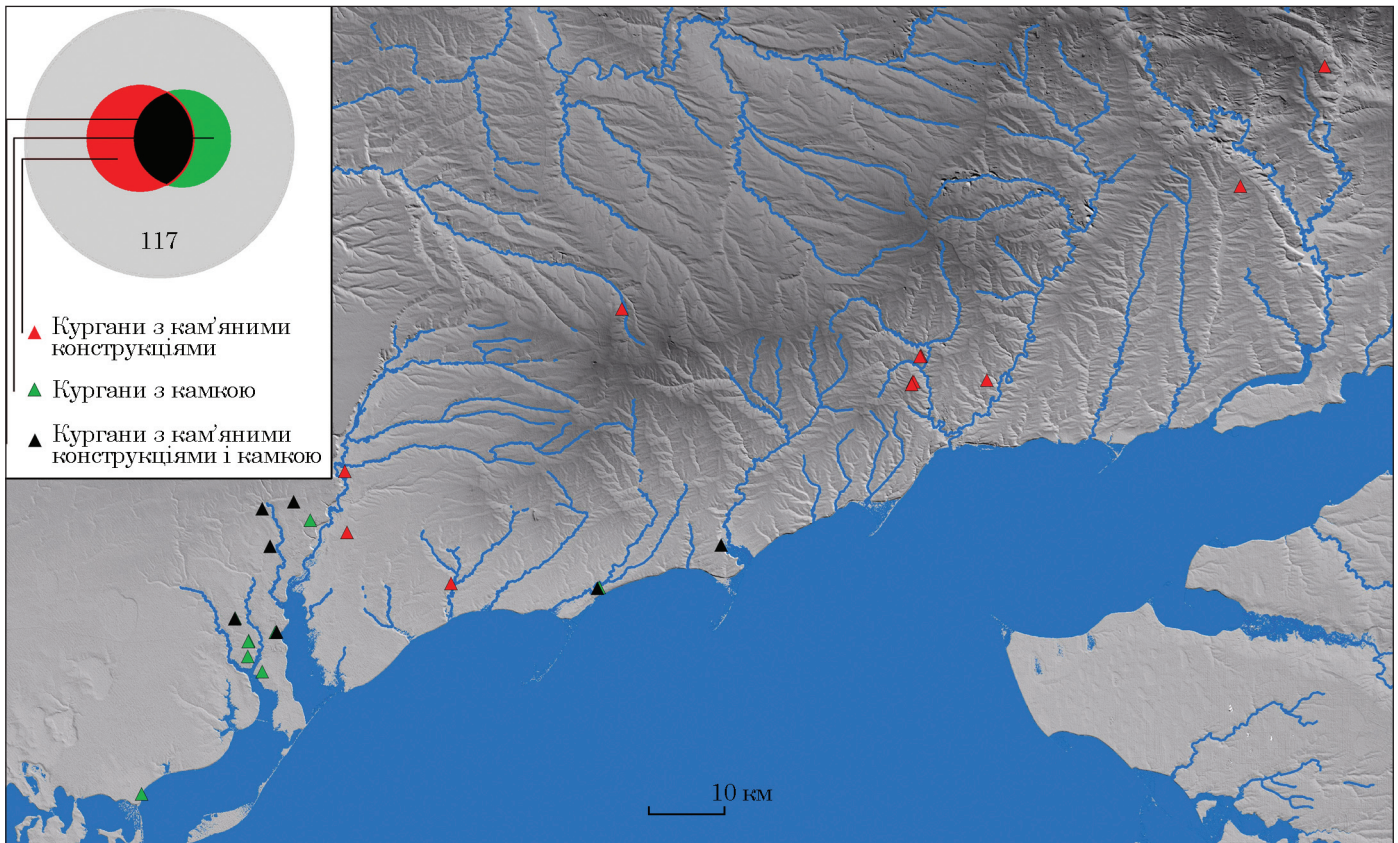 117
Кургани з кам’яними
конструкціями
Кургани з камкою
Кургани з кам’яними
конструкціями і камкою
10 км